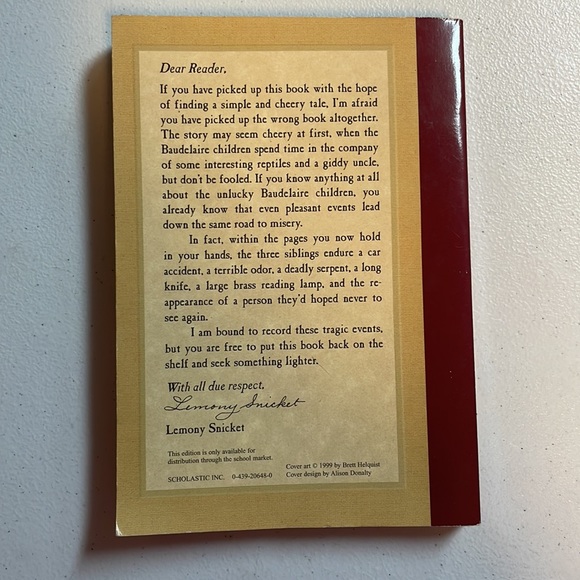 Dear Reader,
If you have picked up this book with the hope
of finding a simple and cheery tale, I'm afraid
you have picked up the wrong book altogether.
The story may seem cheery at first, when the
Baudelaire children spend time in the company
of some interesting reptiles and a giddy uncle,
but don't be fooled. If you know anything at all
about the unlucky Baudelaire children, you
already know that even pleasant events lead
down the same road to misery.
In fact, within the pages you now hold
in your hands, the three siblings endure a car
accident, a terrible odor, a deadly serpent, a long
knife, a large brass reading lamp, and the re-
appearance of a person they'd hoped never to
see again.
I am bound to record these tragic events,
but you are free to put this book back on the
shelf and seek something lighter.
With all due respect,
Lemony Snicket
Lemony Snicket
This edition is only available for
distribution through the school market.
SCHOLASTIC INC. 0-439-20648-0
Cover art © 1999 by Brett Helquist
Cover design by Alison Donalty